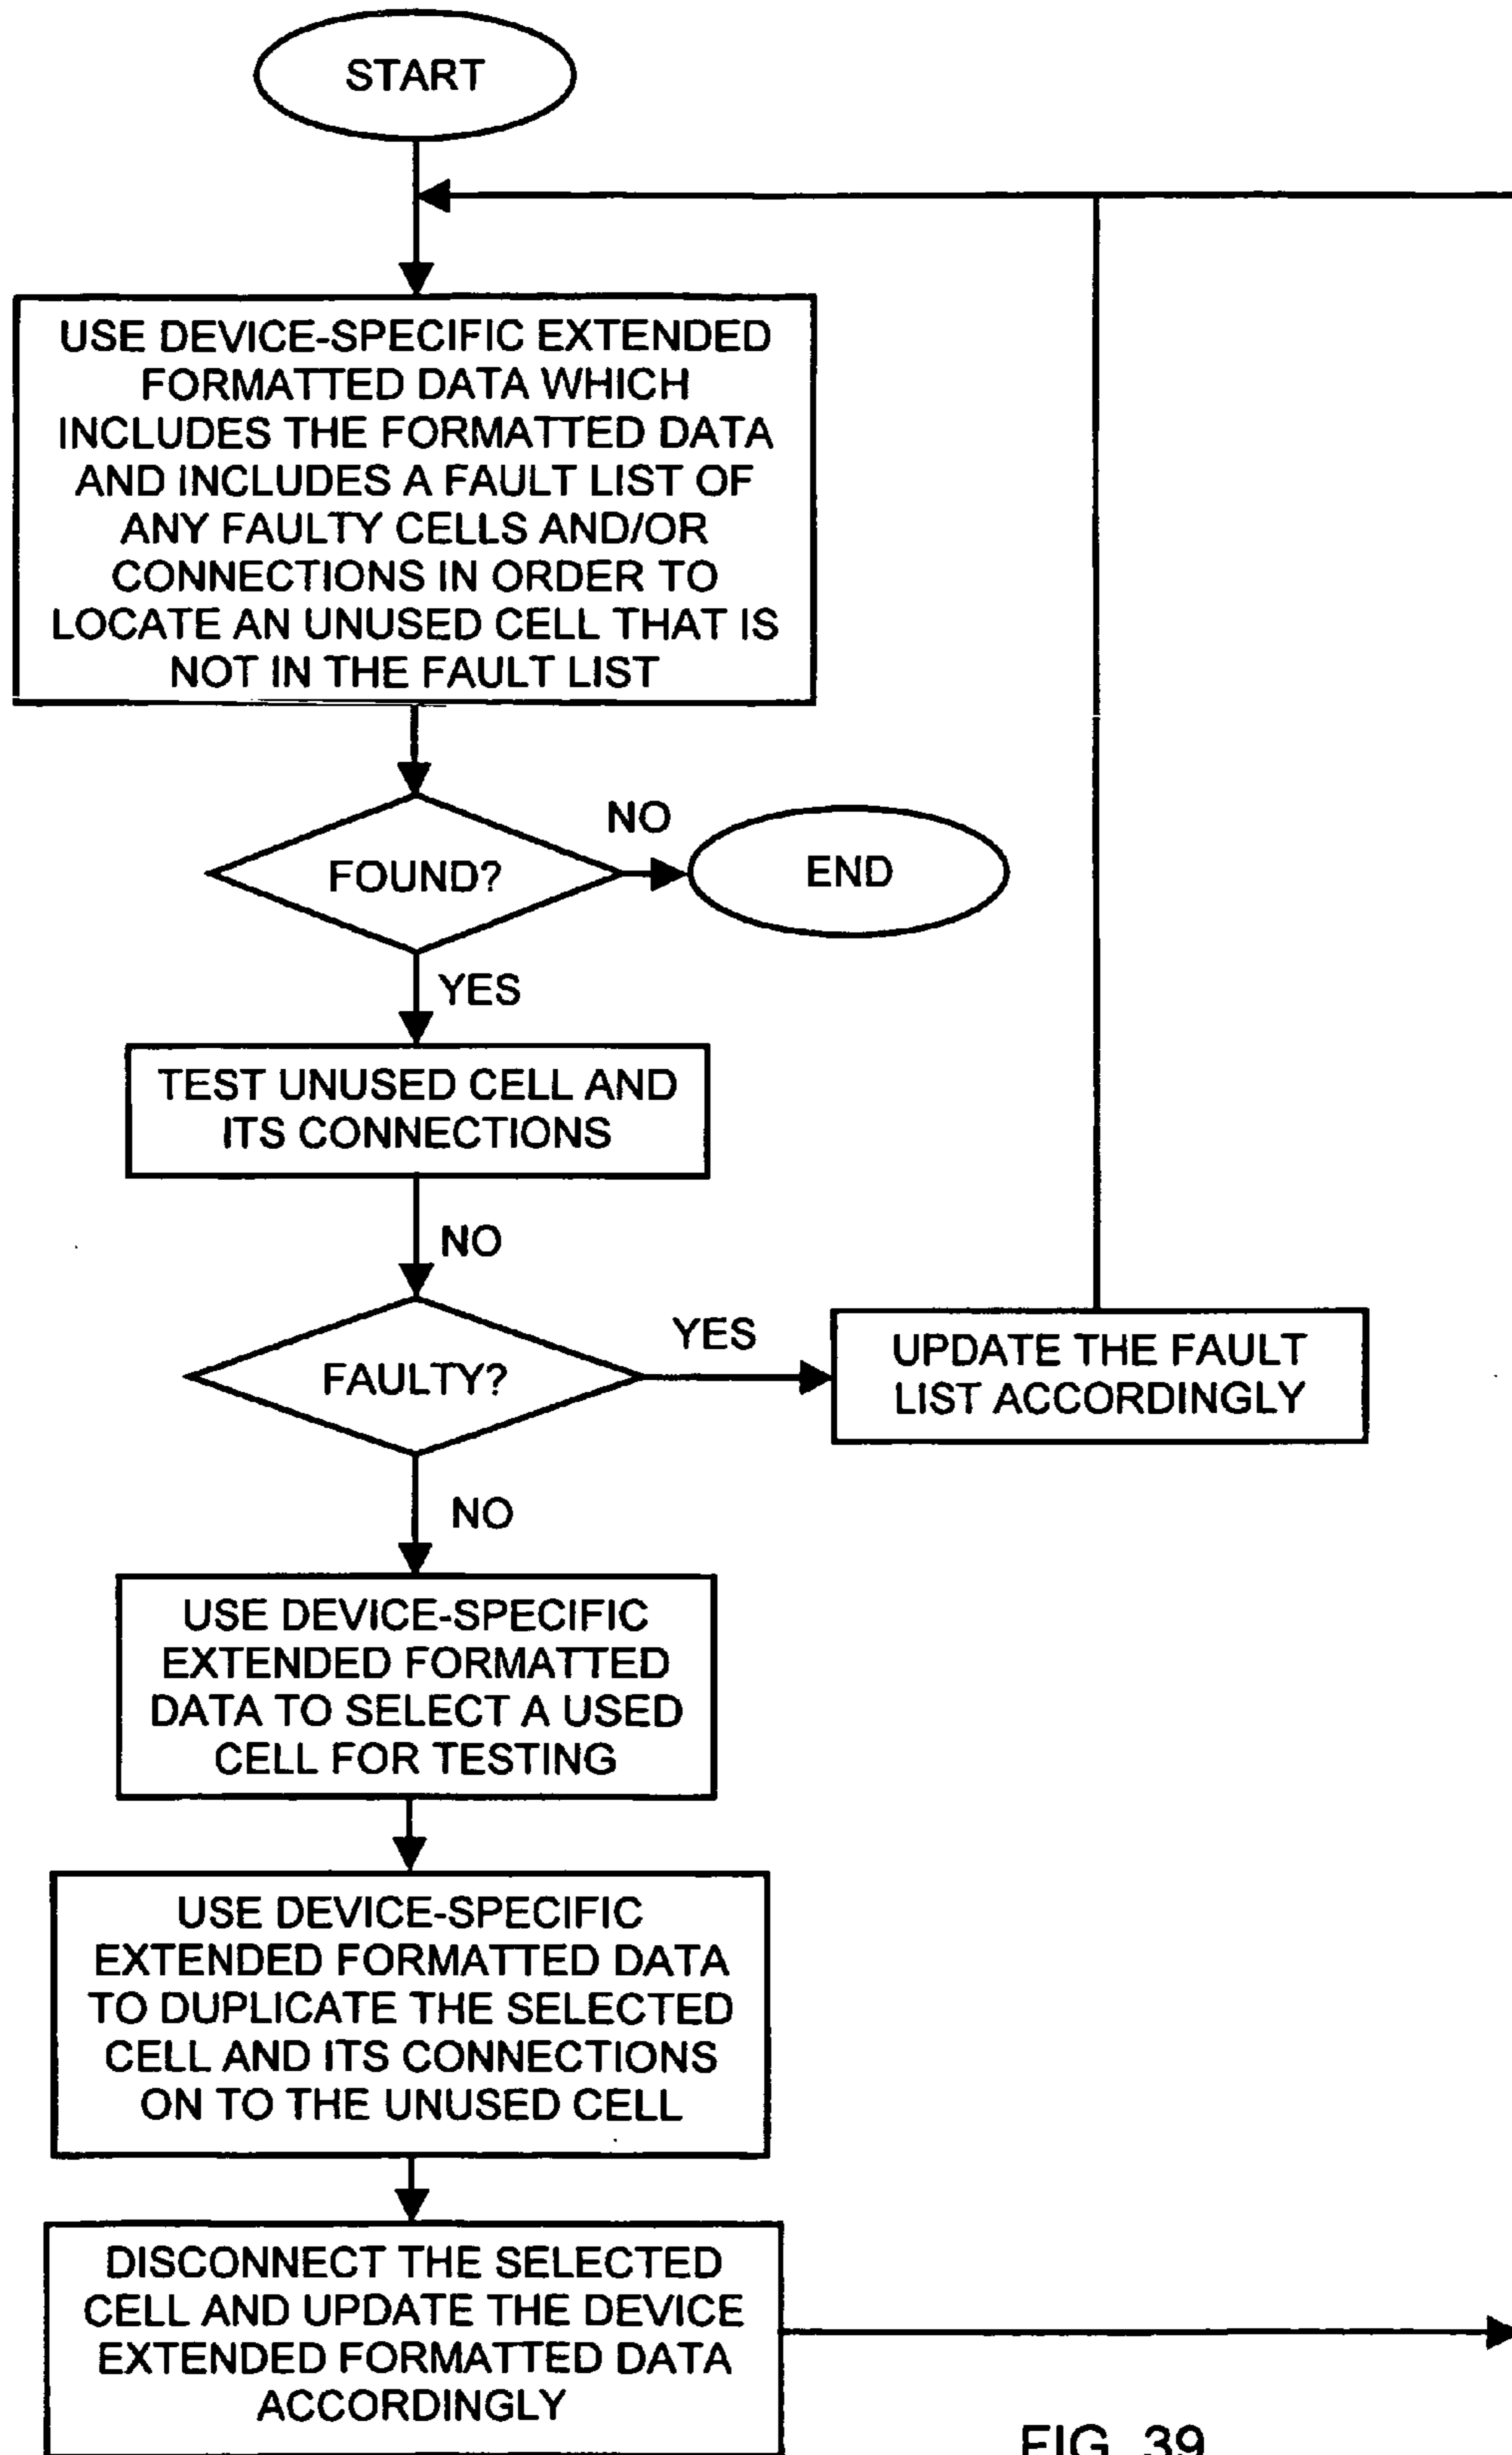 START
USE DEVICE-SPECIFIC EXTENDED
FORMATTED DATA WHICH
INCLUDES THE FORMATTED DATA
AND INCLUDES A FAULT LIST OF
ANY FAULTY CELLS AND/OR
CONNECTIONS IN ORDER TO
LOCATE AN UNUSED CELL THAT IS
NOT IN THE FAULT LIST
FOUND?
NO
END
YES
TEST UNUSED CELL AND
ITS CONNECTIONS
NO
FAULTY?
YES
UPDATE THE FAULT
LIST ACCORDINGLY
NO
USE DEVICE-SPECIFIC
EXTENDED FORMATTED
DATA TO SELECT A USED
CELL FOR TESTING
USE DEVICE-SPECIFIC
EXTENDED FORMATTED DATA
TO DUPLICATE THE SELECTED
CELL AND ITS CONNECTIONS
ON TO THE UNUSED CELL
DISCONNECT THE SELECTED
CELL AND UPDATE THE DEVICE
EXTENDED FORMATTED DATA
ACCORDINGLY
FIG. 39